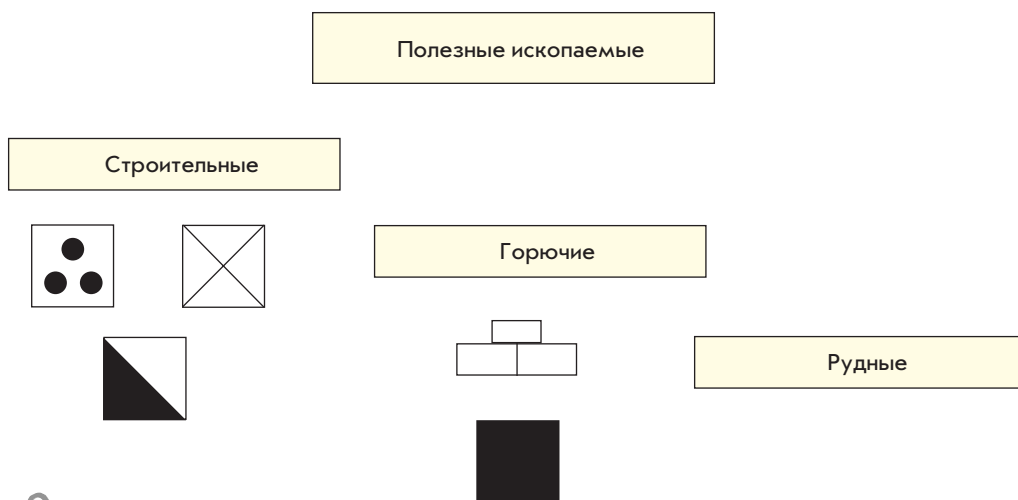 Полезные ископаемые
Строительные
Горючие
Рудные